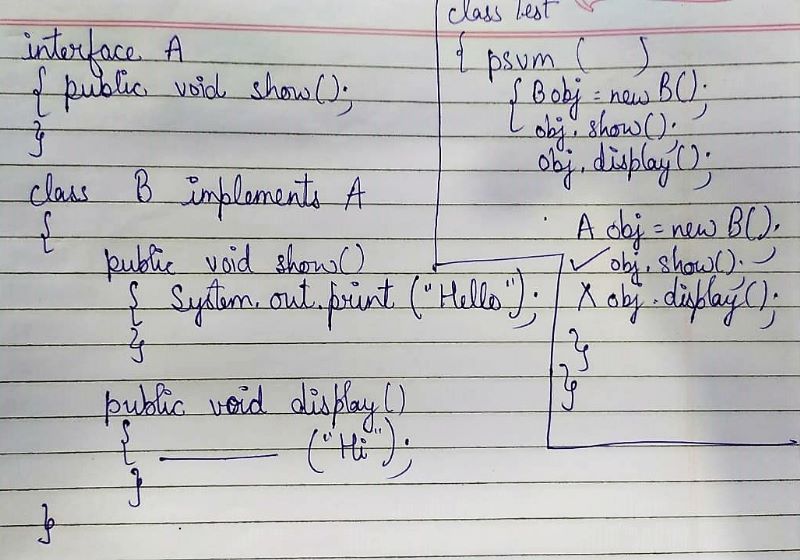 interface A
{ public void show();
}
class B implements A
{
public void show()
{ System.out.print ("Hello");
}
public void display()
{ ______ ("Hi");
}
}
class test
{ psvm ( )
{ B obj = new B();
obj. show();
obj. display();
A obj = new B();
✓ obj. show();
X obj. display();
}
}